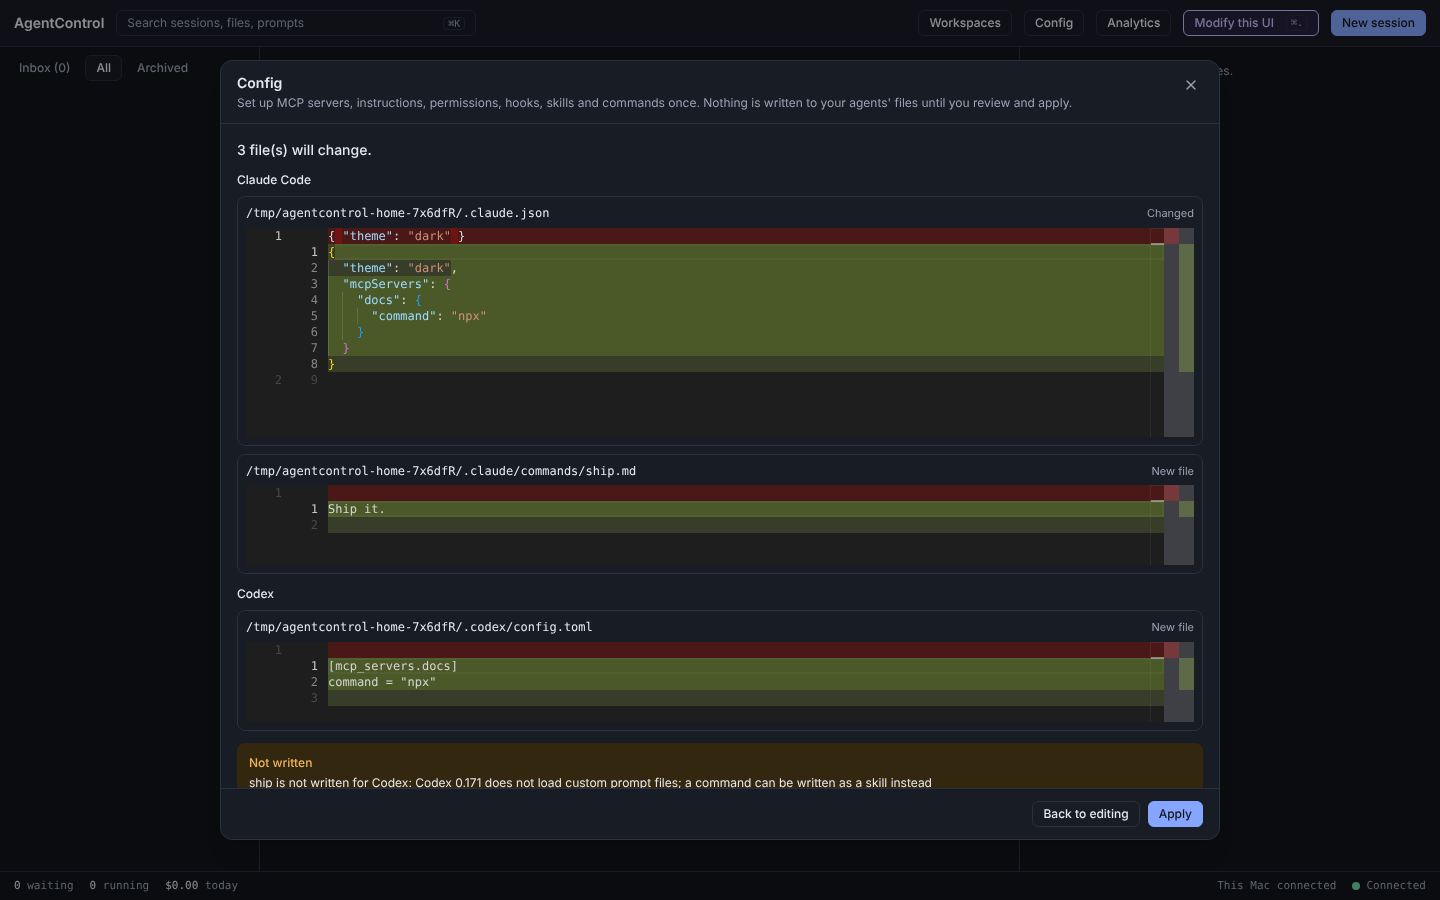 AgentControl
Search sessions, files, prompts ⌘K
Workspaces
Config
Analytics
Modify this UI ⌘.
New session
Inbox (0)
All
Archived
es.
Config
Set up MCP servers, instructions, permissions, hooks, skills and commands once. Nothing is written to your agents' files until you review and apply.
3 file(s) will change.
Claude Code
/tmp/agentcontrol-home-7x6dfR/.claude.json Changed
1 { "theme": "dark" }
1 {
2 "theme": "dark",
3 "mcpServers": {
4 "docs": {
5 "command": "npx"
6 }
7 }
8 }
2 9
/tmp/agentcontrol-home-7x6dfR/.claude/commands/ship.md New file
1
1 Ship it.
2
Codex
/tmp/agentcontrol-home-7x6dfR/.codex/config.toml New file
1
1 [mcp_servers.docs]
2 command = "npx"
3
Not written
ship is not written for Codex: Codex 0.171 does not load custom prompt files; a command can be written as a skill instead
Back to editing
Apply
0 waiting 0 running $0.00 today
This Mac connected Connected